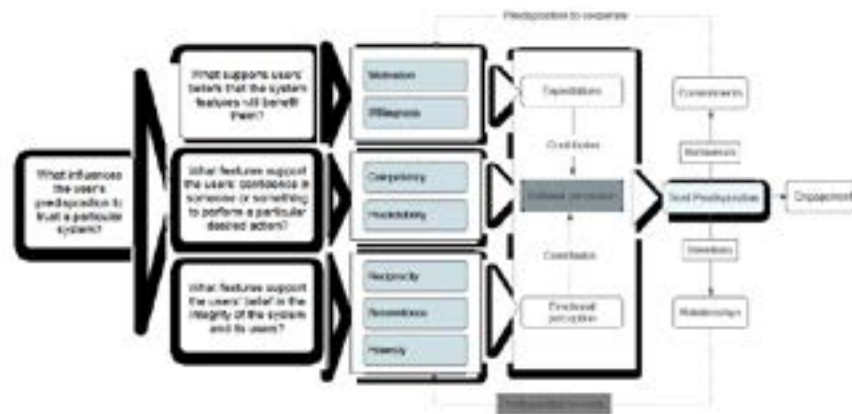 Predisposition to cooperate
What influences
the user's
predisposition to
trust a particular
system?
What supports users'
beliefs that the system
features will benefit
them?
What features support
the users' confidence in
someone or something
to perform a particular
desired action?
What features support
the users' belief in the
integrity of the system
and its users?
Motivation
Willingness
Competency
Predictability
Reciprocity
Benevolence
Honesty
Expectations
Contributes
Contributes
Emotional
perception
Commitments
Trust Predisposition
Engagement
Relationships